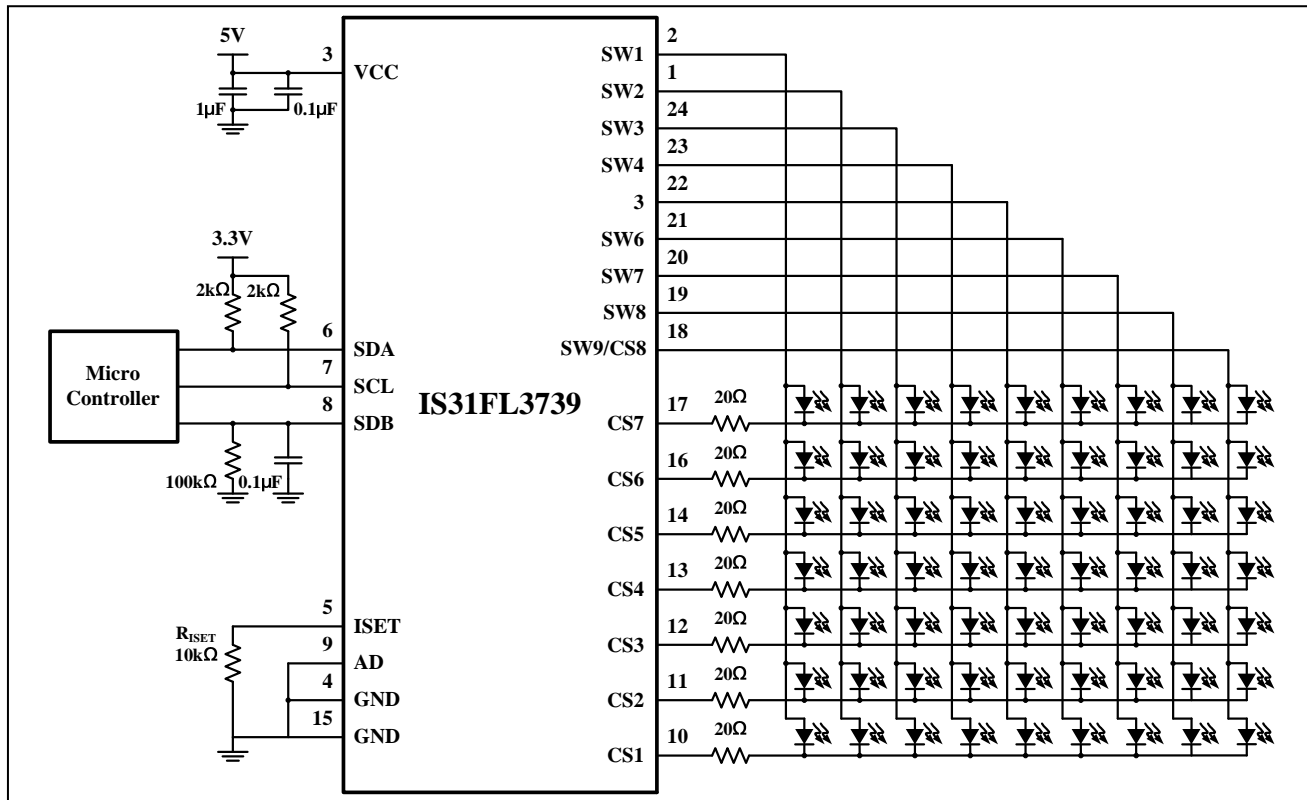 5V
3
VCC
1μF
0.1μF
3.3V
2kΩ
2kΩ
Micro
Controller
6
SDA
7
SCL
8
SDB
100kΩ
0.1μF
5
ISET
RISET
10kΩ
9
AD
4
GND
15
GND
IS31FL3739
2
SW1
1
SW2
24
SW3
23
SW4
22
3
21
SW6
20
SW7
19
SW8
18
SW9/CS8
17
20Ω
CS7
16
20Ω
CS6
14
20Ω
CS5
13
20Ω
CS4
12
20Ω
CS3
11
20Ω
CS2
10
20Ω
CS1